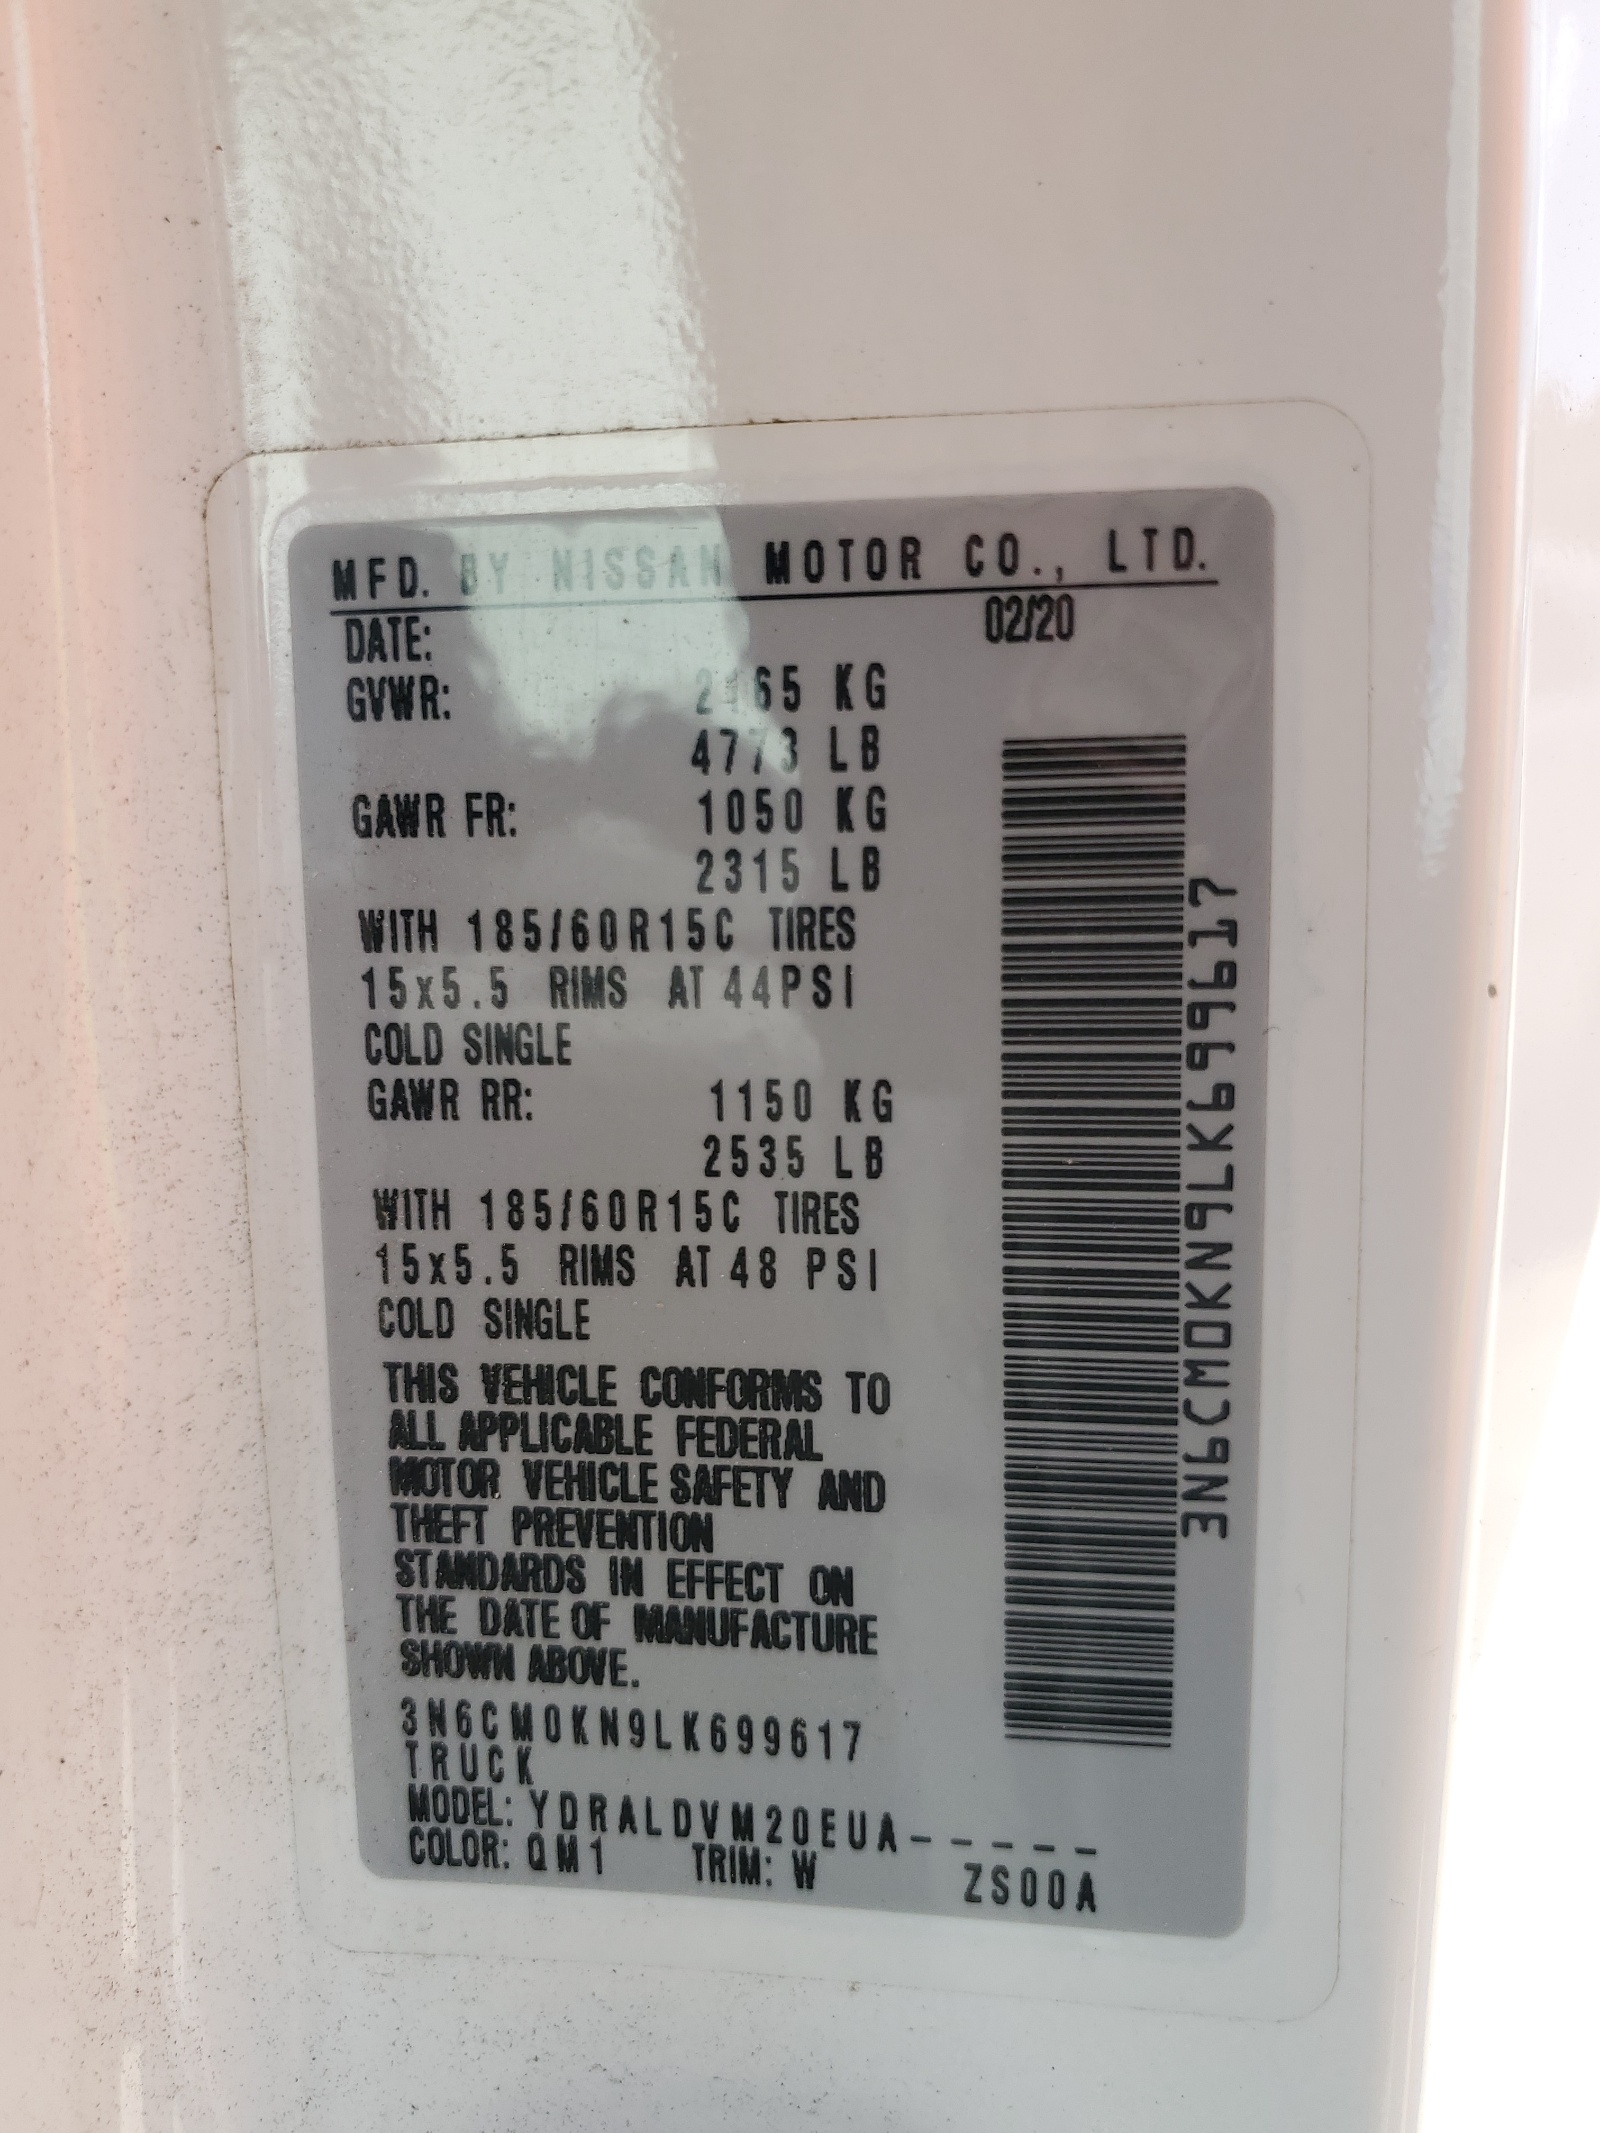 MFD. BY NISSAN MOTOR CO., LTD.
DATE: 02/20
GVWR: 2165 KG
4773 LB
GAWR FR: 1050 KG
2315 LB
WITH 185/60R15C TIRES
15x5.5 RIMS AT 44PSI
COLD SINGLE
GAWR RR: 1150 KG
2535 LB
WITH 185/60R15C TIRES
15x5.5 RIMS AT 48 PSI
COLD SINGLE
THIS VEHICLE CONFORMS TO
ALL APPLICABLE FEDERAL
MOTOR VEHICLE SAFETY AND
THEFT PREVENTION
STANDARDS IN EFFECT ON
THE DATE OF MANUFACTURE
SHOWN ABOVE.
3N6CM0KN9LK699617
TRUCK
MODEL: YDRALDVM20EUA-----
COLOR: QM1 TRIM: W ZS00A
3N6CM0KN9LK699617